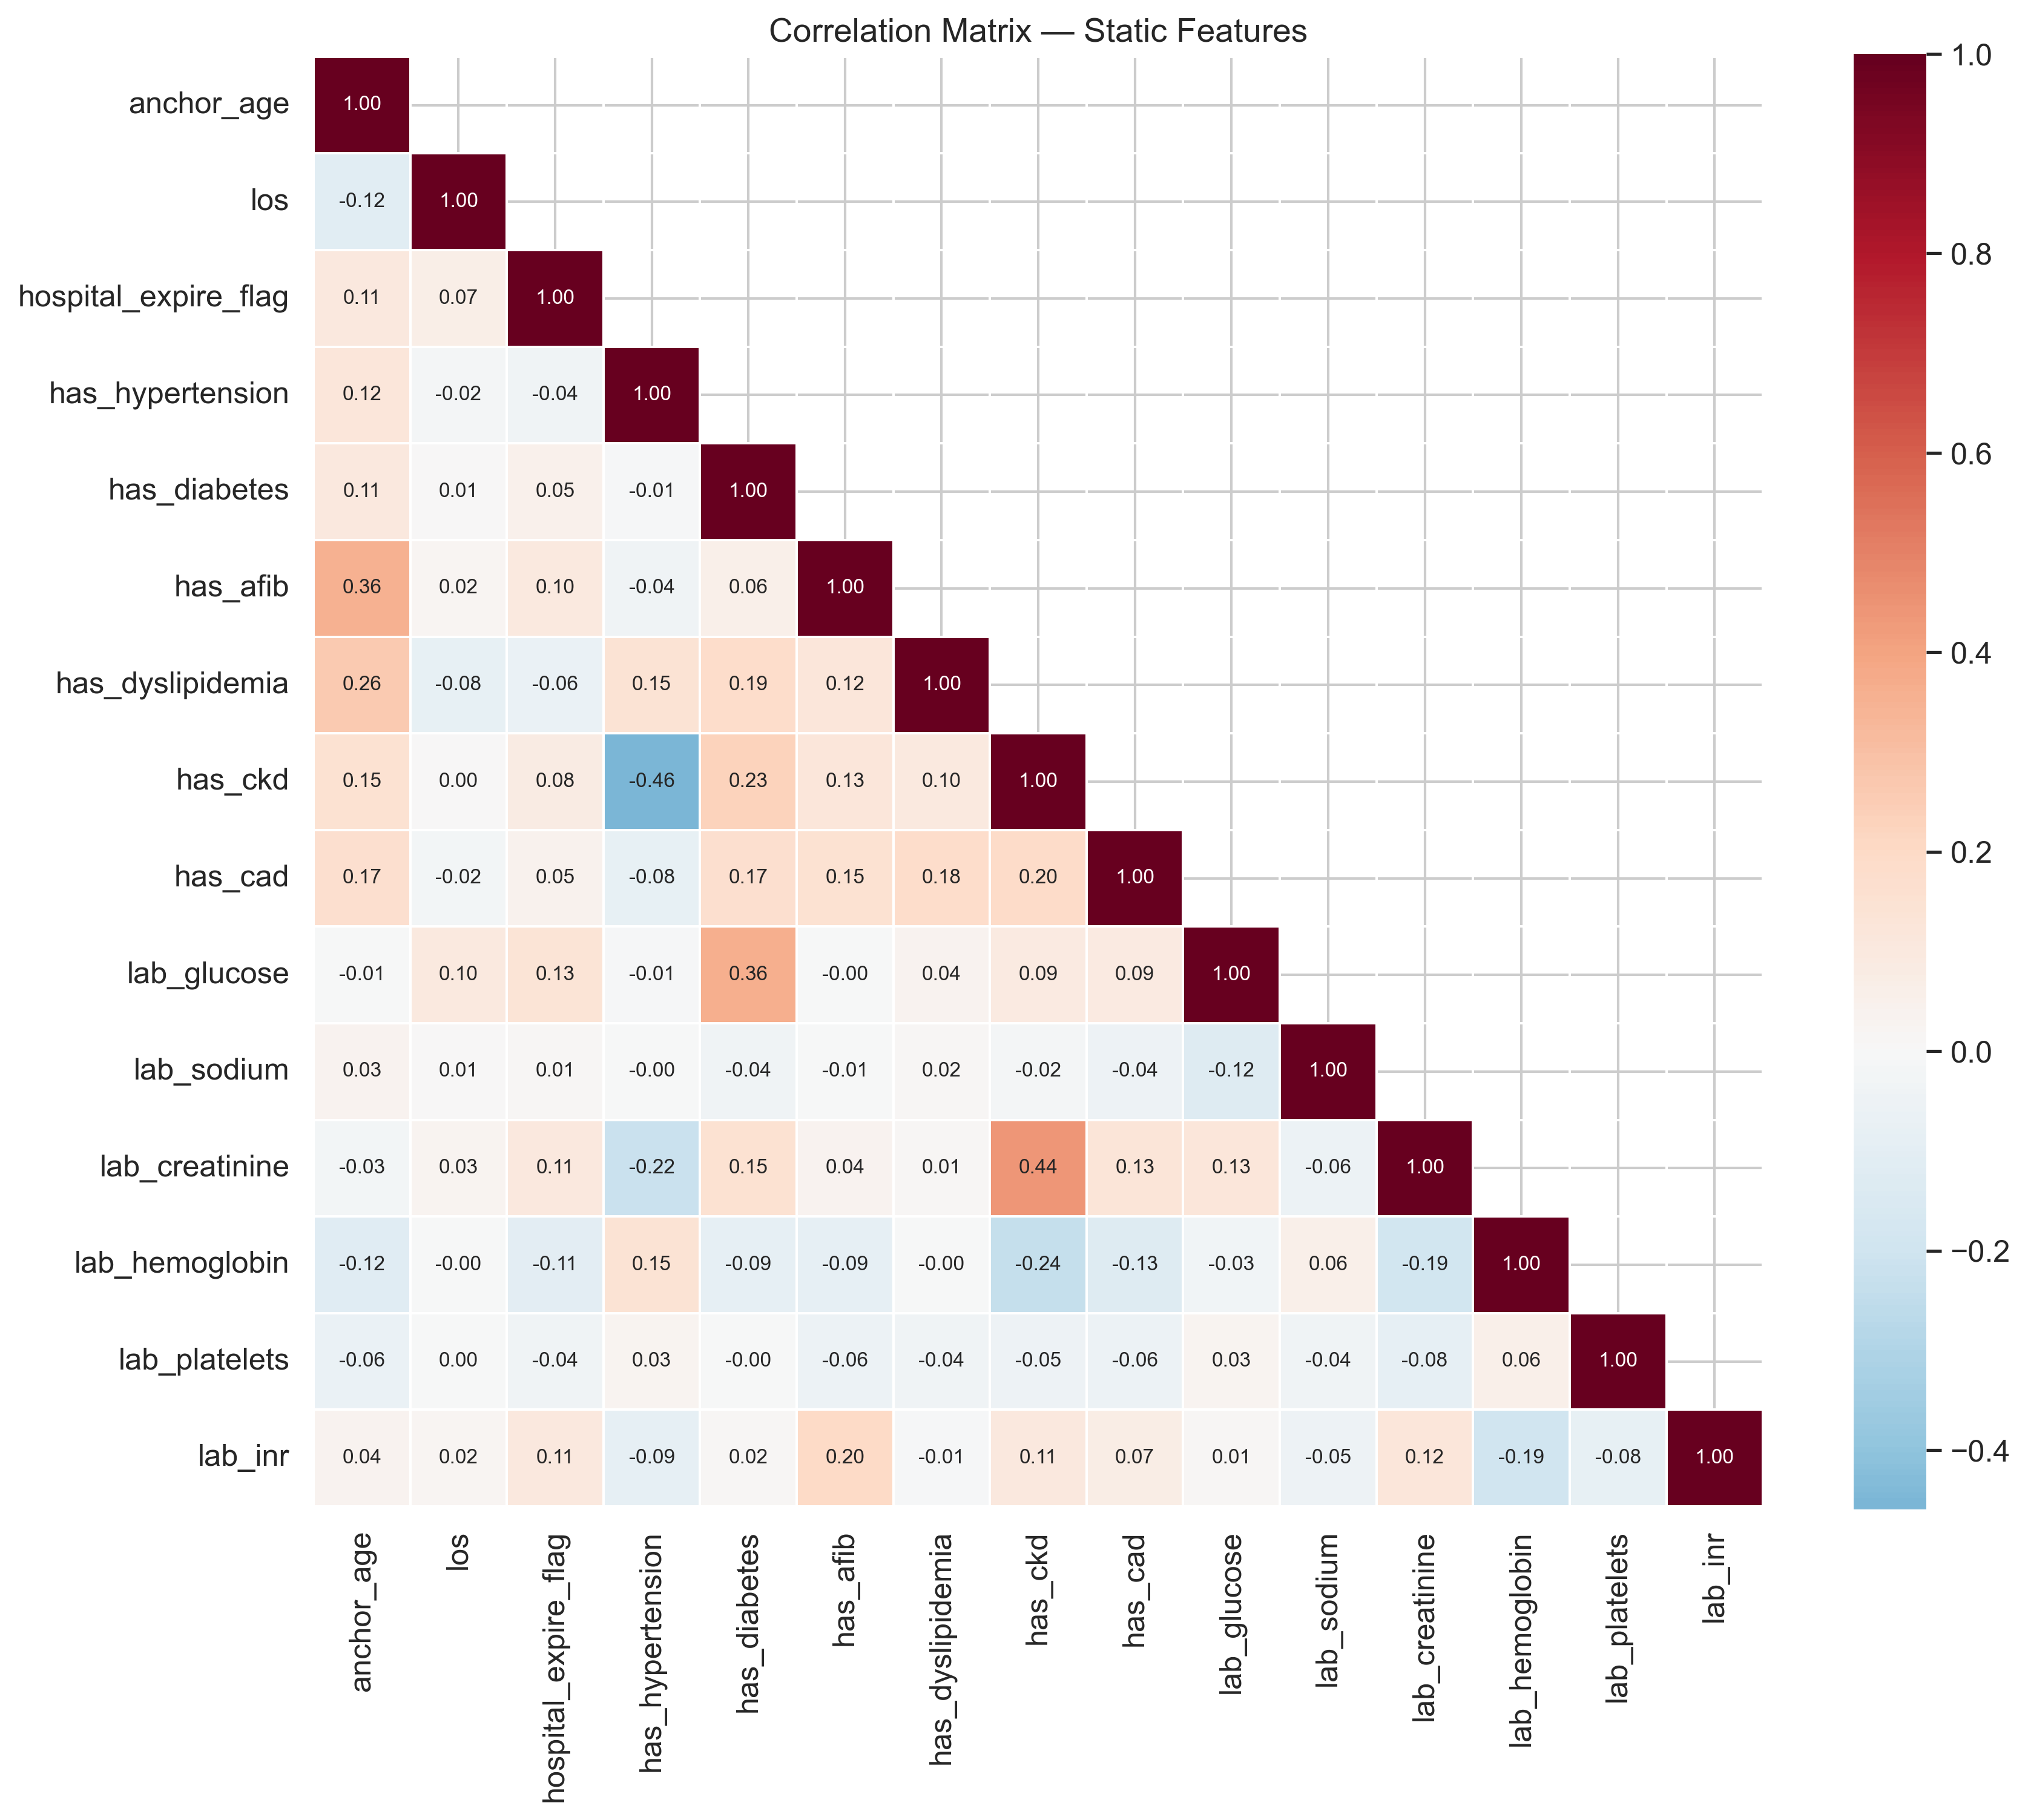 Correlation Matrix — Static Features
anchor_age 1.00
los -0.12 1.00
hospital_expire_flag 0.11 0.07 1.00
has_hypertension 0.12 -0.02 -0.04 1.00
has_diabetes 0.11 0.01 0.05 -0.01 1.00
has_afib 0.36 0.02 0.10 -0.04 0.06 1.00
has_dyslipidemia 0.26 -0.08 -0.06 0.15 0.19 0.12 1.00
has_ckd 0.15 0.00 0.08 -0.46 0.23 0.13 0.10 1.00
has_cad 0.17 -0.02 0.05 -0.08 0.17 0.15 0.18 0.20 1.00
lab_glucose -0.01 0.10 0.13 -0.01 0.36 -0.00 0.04 0.09 0.09 1.00
lab_sodium 0.03 0.01 0.01 -0.00 -0.04 -0.01 0.02 -0.02 -0.04 -0.12 1.00
lab_creatinine -0.03 0.03 0.11 -0.22 0.15 0.04 0.01 0.44 0.13 0.13 -0.06 1.00
lab_hemoglobin -0.12 -0.00 -0.11 0.15 -0.09 -0.09 -0.00 -0.24 -0.13 -0.03 0.06 -0.19 1.00
lab_platelets -0.06 0.00 -0.04 0.03 -0.00 -0.06 -0.04 -0.05 -0.06 0.03 -0.04 -0.08 0.06 1.00
lab_inr 0.04 0.02 0.11 -0.09 0.02 0.20 -0.01 0.11 0.07 0.01 -0.05 0.12 -0.19 -0.08 1.00
anchor_age
los
hospital_expire_flag
has_hypertension
has_diabetes
has_afib
has_dyslipidemia
has_ckd
has_cad
lab_glucose
lab_sodium
lab_creatinine
lab_hemoglobin
lab_platelets
lab_inr
1.0
0.8
0.6
0.4
0.2
0.0
−0.2
−0.4